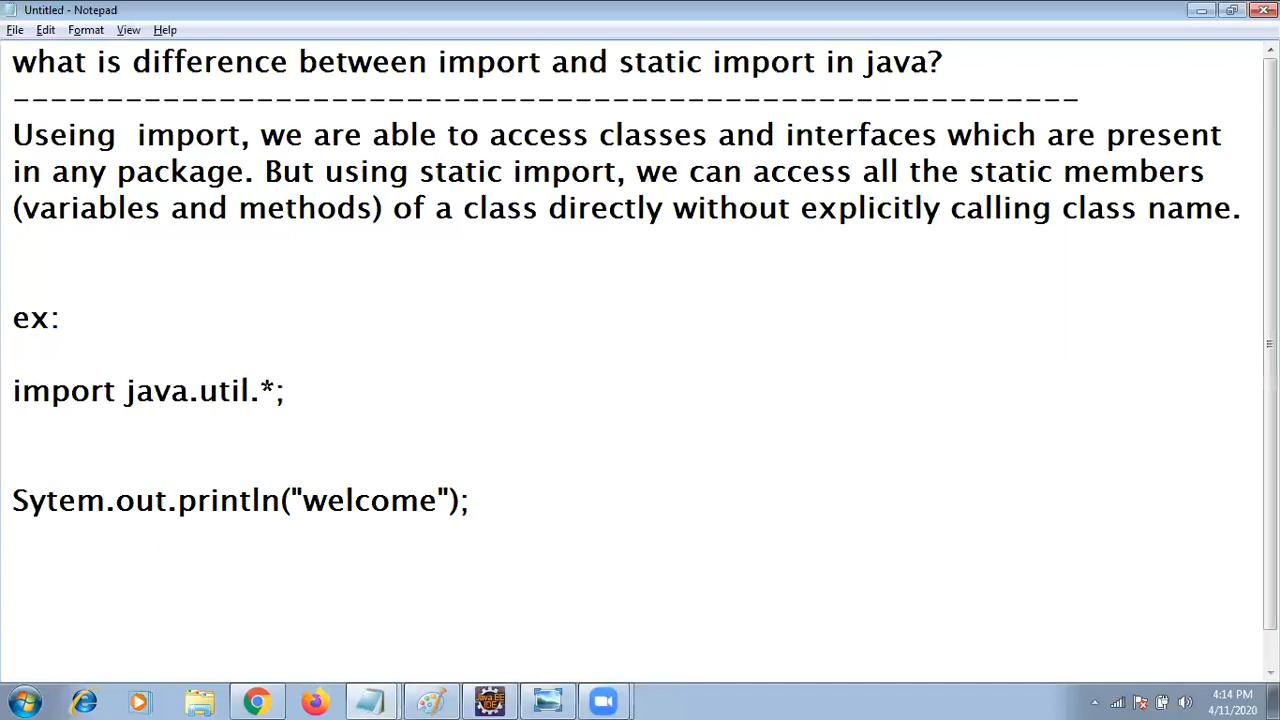 Untitled - Notepad
File Edit Format View Help
what is difference between import and static import in java?
---------------------------------------------------------
Useing  import, we are able to access classes and interfaces which are present
in any package. But using static import, we can access all the static members
(variables and methods) of a class directly without explicitly calling class name.
ex:
import java.util.*;
Sytem.out.println("welcome");
Java EE
IDE
4:14 PM
4/11/2020